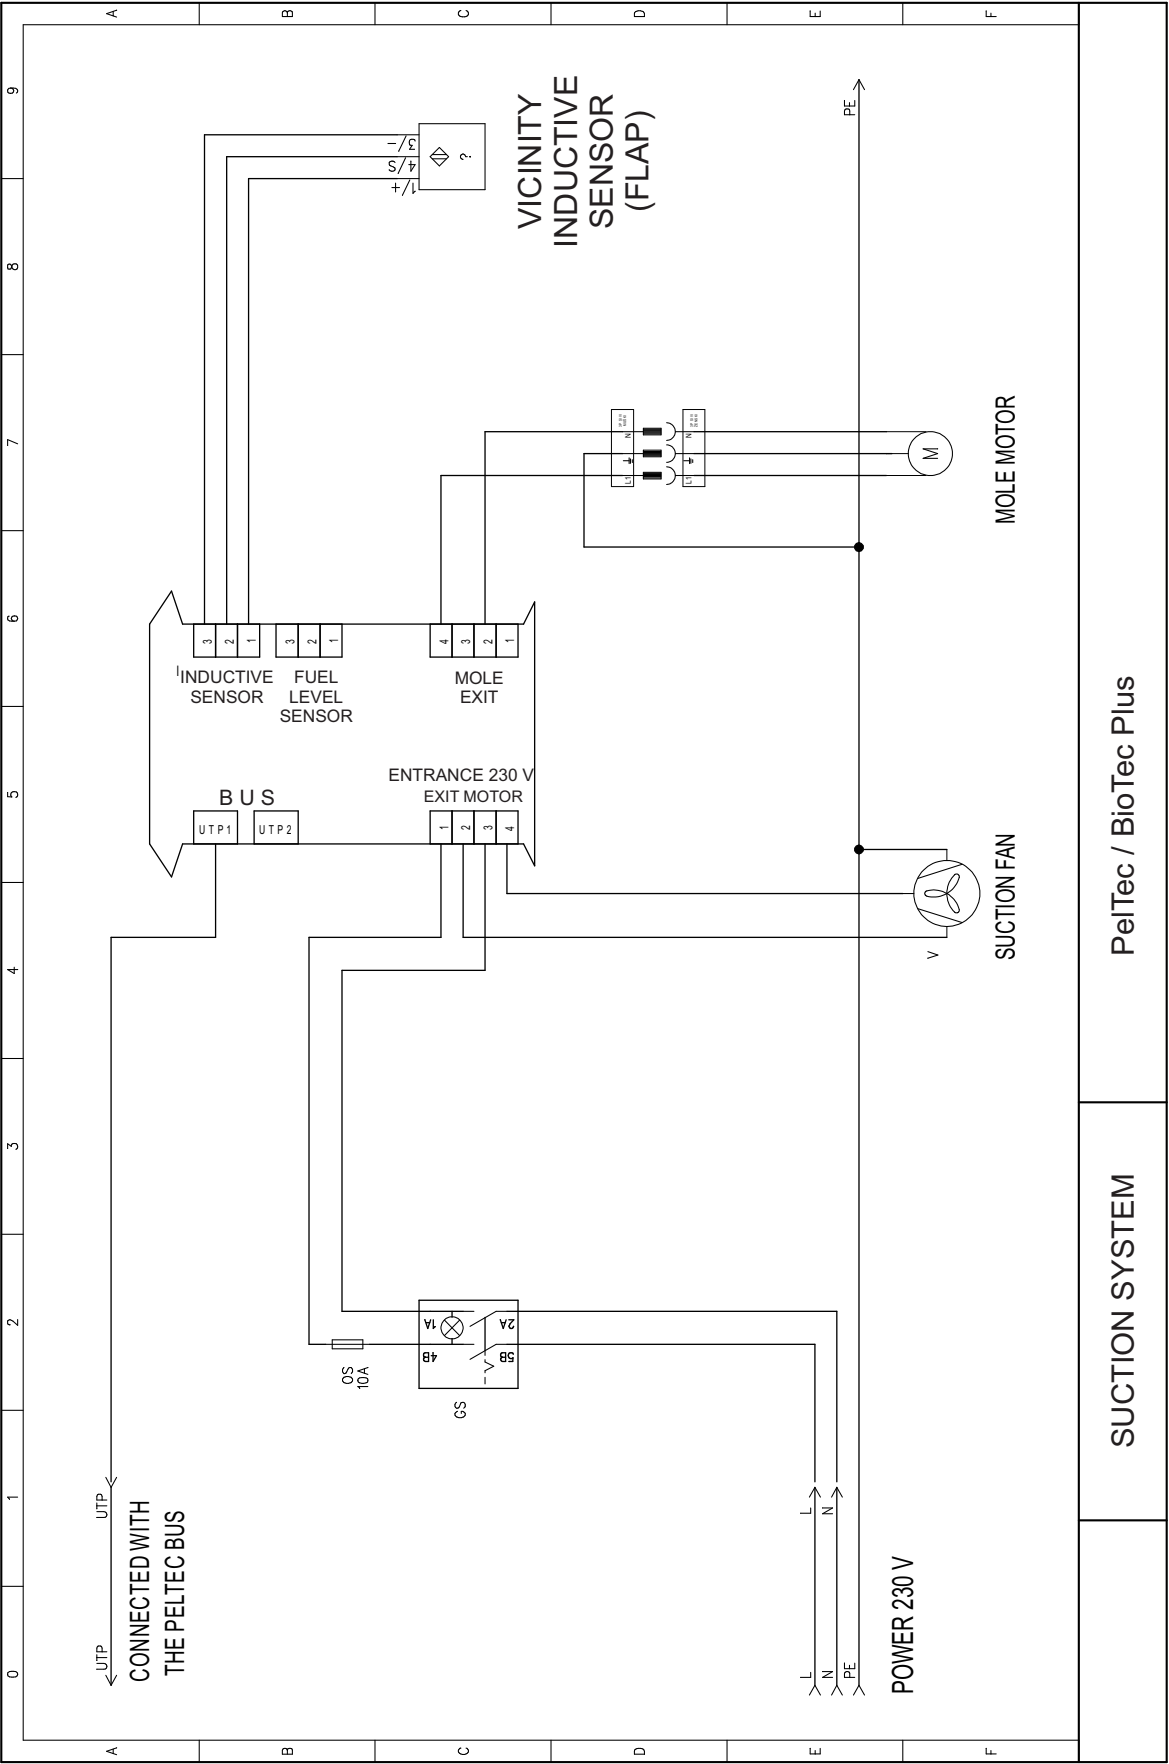 0 1 2 3 4 5 6 7 8 9
A
B
C
D
E
F
A
B
C
D
E
F
UTP
UTP
CONNECTED WITH
THE PELTEC BUS
B U S
UTP1
UTP2
INDUCTIVE
SENSOR
3
2
1
FUEL
LEVEL
SENSOR
3
2
1
MOLE
EXIT
4
3
2
1
ENTRANCE 230 V
EXIT MOTOR
1
2
3
4
3/-
4/S
1/+
?
VICINITY
INDUCTIVE
SENSOR
(FLAP)
OS
10A
GS
4B
1A
5B
2A
L1
N
L1
N
M
MOLE MOTOR
V
SUCTION FAN
L
N
L
N
PE
PE
POWER 230 V
SUCTION SYSTEM
PelTec / BioTec Plus